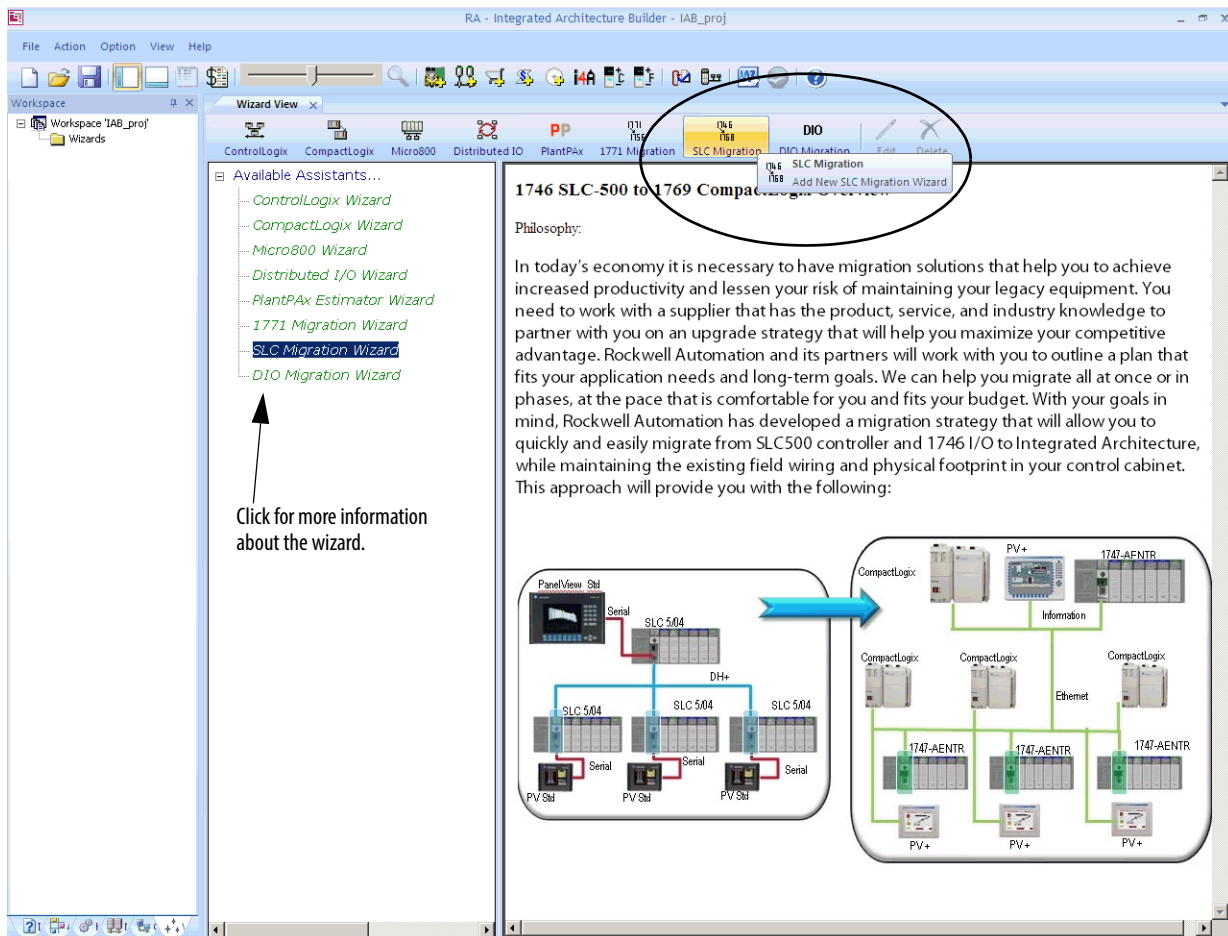 RA - Integrated Architecture Builder - IAB_proj
File Action Option View Help
Workspace
Wizard View
Workspace 'IAB_proj'
Wizards
1746
DIO
PP
ControlLogix CompactLogix Micro800 Distributed IO PlantPAx 1771 Migration SLC Migration DIO Migration Edit Delete
SLC Migration
Add New SLC Migration Wizard
Available Assistants...
ControlLogix Wizard
CompactLogix Wizard
Micro800 Wizard
Distributed I/O Wizard
PlantPAx Estimator Wizard
1771 Migration Wizard
SLC Migration Wizard
DIO Migration Wizard
Click for more information
about the wizard.
1746 SLC-500 to 1769 CompactLogix Overview
Philosophy:
In today's economy it is necessary to have migration solutions that help you to achieve
increased productivity and lessen your risk of maintaining your legacy equipment. You
need to work with a supplier that has the product, service, and industry knowledge to
partner with you on an upgrade strategy that will help you maximize your competitive
advantage. Rockwell Automation and its partners will work with you to outline a plan that
fits your application needs and long-term goals. We can help you migrate all at once or in
phases, at the pace that is comfortable for you and fits your budget. With your goals in
mind, Rockwell Automation has developed a migration strategy that will allow you to
quickly and easily migrate from SLC500 controller and 1746 I/O to Integrated Architecture,
while maintaining the existing field wiring and physical footprint in your control cabinet.
This approach will provide you with the following:
PanelView Std
Serial
SLC 5/04
DH+
SLC 5/04
SLC 5/04
SLC 5/04
Serial
Serial
Serial
PV Std
PV Std
PV Std
CompactLogix
PV+
1747-AENTR
Information
CompactLogix
CompactLogix
CompactLogix
Ethernet
1747-AENTR
1747-AENTR
1747-AENTR
PV+
PV+
PV+